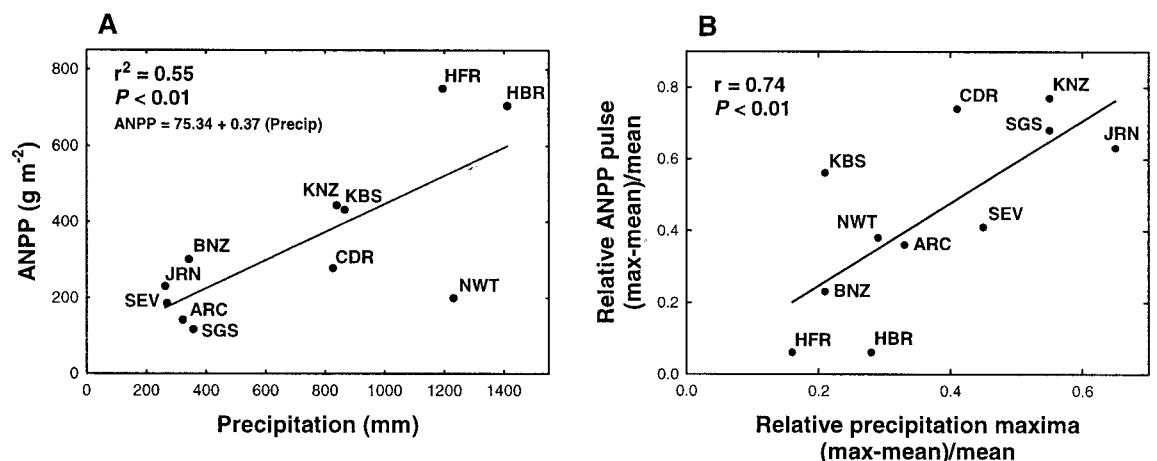 A
r² = 0.55
P < 0.01
ANPP = 75.34 + 0.37 (Precip)
HFR
HBR
KNZ
KBS
BNZ
CDR
JRN
SEV
ARC
SGS
NWT
800
600
400
200
0
0
200
400
600
800
1000
1200
1400
ANPP (g m⁻²)
Precipitation (mm)
B
r = 0.74
P < 0.01
CDR
KNZ
SGS
JRN
KBS
NWT
SEV
ARC
BNZ
HFR
HBR
0.8
0.6
0.4
0.2
0.0
0.0
0.2
0.4
0.6
Relative ANPP pulse
(max-mean)/mean
Relative precipitation maxima
(max-mean)/mean